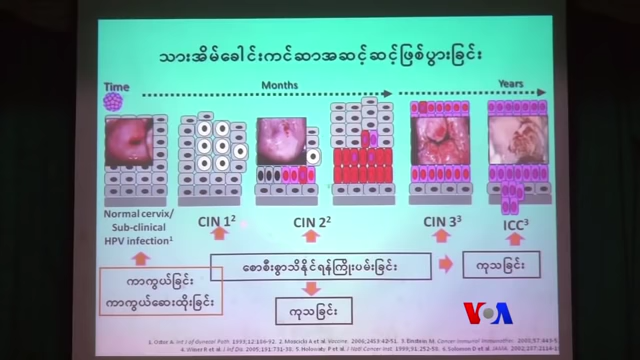 သားအိမ်ခေါင်းကင်ဆာအဆင့်ဆင့်ဖြစ်ပွားခြင်း
Time
Months
Years
Normal cervix/
Sub-clinical
HPV infection¹
CIN 1²
CIN 2²
CIN 3³
ICC³
ကာကွယ်ခြင်း
ကာကွယ်ဆေးထိုးခြင်း
စောစီးစွာသိနိုင်ရန်ကြိုးပမ်းခြင်း
ကုသခြင်း
ကုသခြင်း
VOA